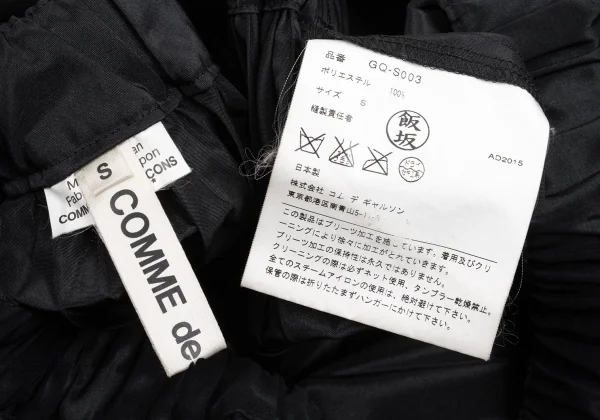 S
COMME de
an
pon
CONS
M
Fab
COMM
品番 GQ-S003
ポリエステル 100%
サイズ S
縫製責任者
飯坂
AD2015
日本製
株式会社 コム デ ギャルソン
東京都港区南青山5-
この製品はプリーツ加工を施しています。着用及びクリ
ーニングにより徐々に加工がとれていきます。
プリーツ加工の保持性は永久ではありません。
クリーニングの際は必ずネット使用、タンブラー乾燥禁止。
全てのスチームアイロンの使用は、絶対避けて下さい。
保管の際は折りたたまずハンガーにかけて下さい。